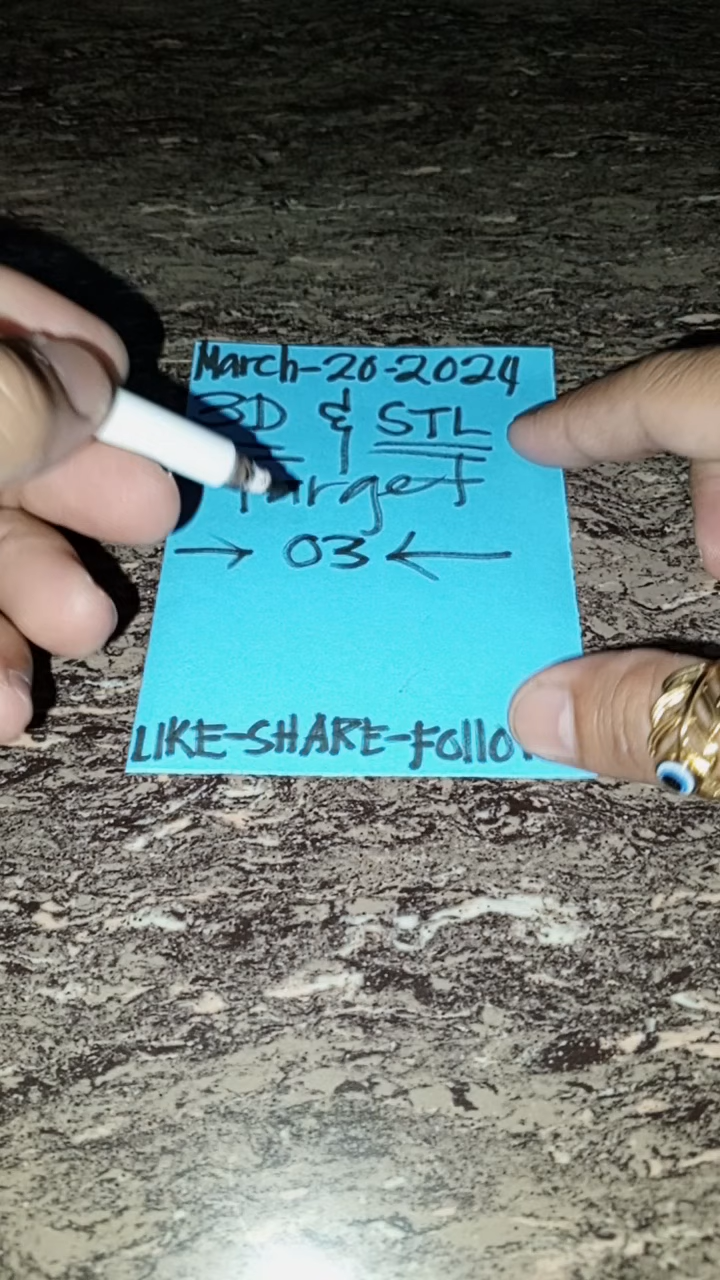 March-20-2024
3D & STL
Target
→ 03 ←
LIKE-SHARE-Follo